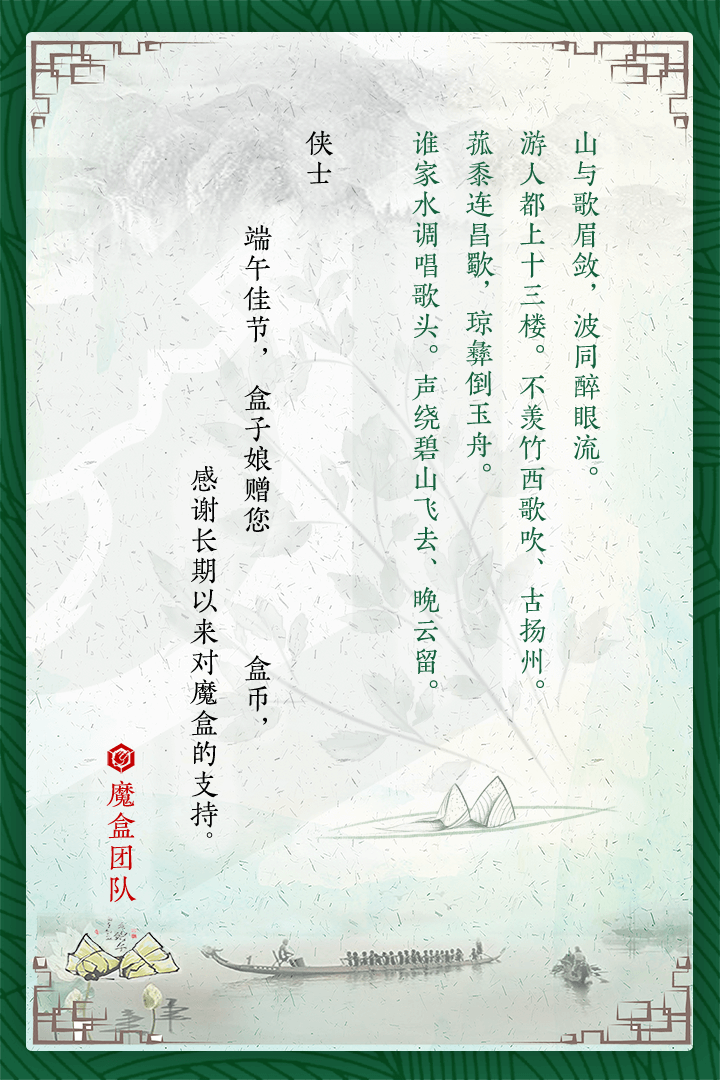 山与歌眉敛，波同醉眼流。
游人都上十三楼。不羡竹西歌吹、古扬州。
菰黍连昌歜，琼彝倒玉舟。
谁家水调唱歌头。声绕碧山飞去、晚云留。
侠士
端午佳节，盒子娘赠您 盒币，
感谢长期以来对魔盒的支持。
魔盒团队